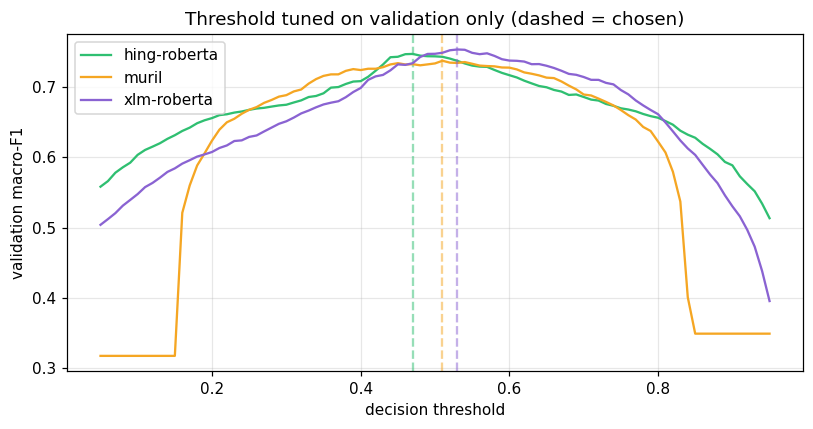 Threshold tuned on validation only (dashed = chosen)
hing-roberta
muril
xlm-roberta
validation macro-F1
0.7
0.6
0.5
0.4
0.3
0.2 0.4 0.6 0.8
decision threshold